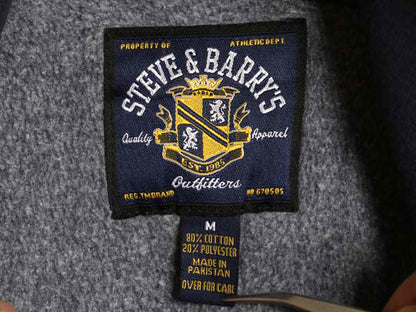 PROPERTY OF ATHLETIC DEPT
STEVE & BARRY'S
Quality Apparel
EST. 1985
Outfitters
REG.TMBRAND NO 670505
M
80% COTTON
20% POLYESTER
MADE IN
PAKISTAN
OVER FOR CARE